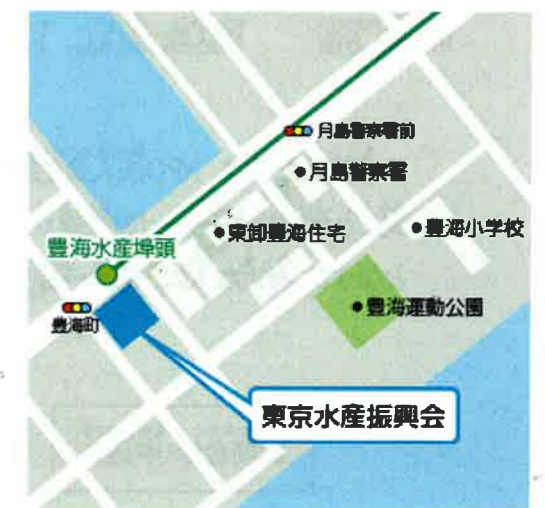 月島警察署前
月島警察署
東卸豊海住宅
豊海小学校
豊海水産埠頭
豊海町
豊海運動公園
東京水産振興会